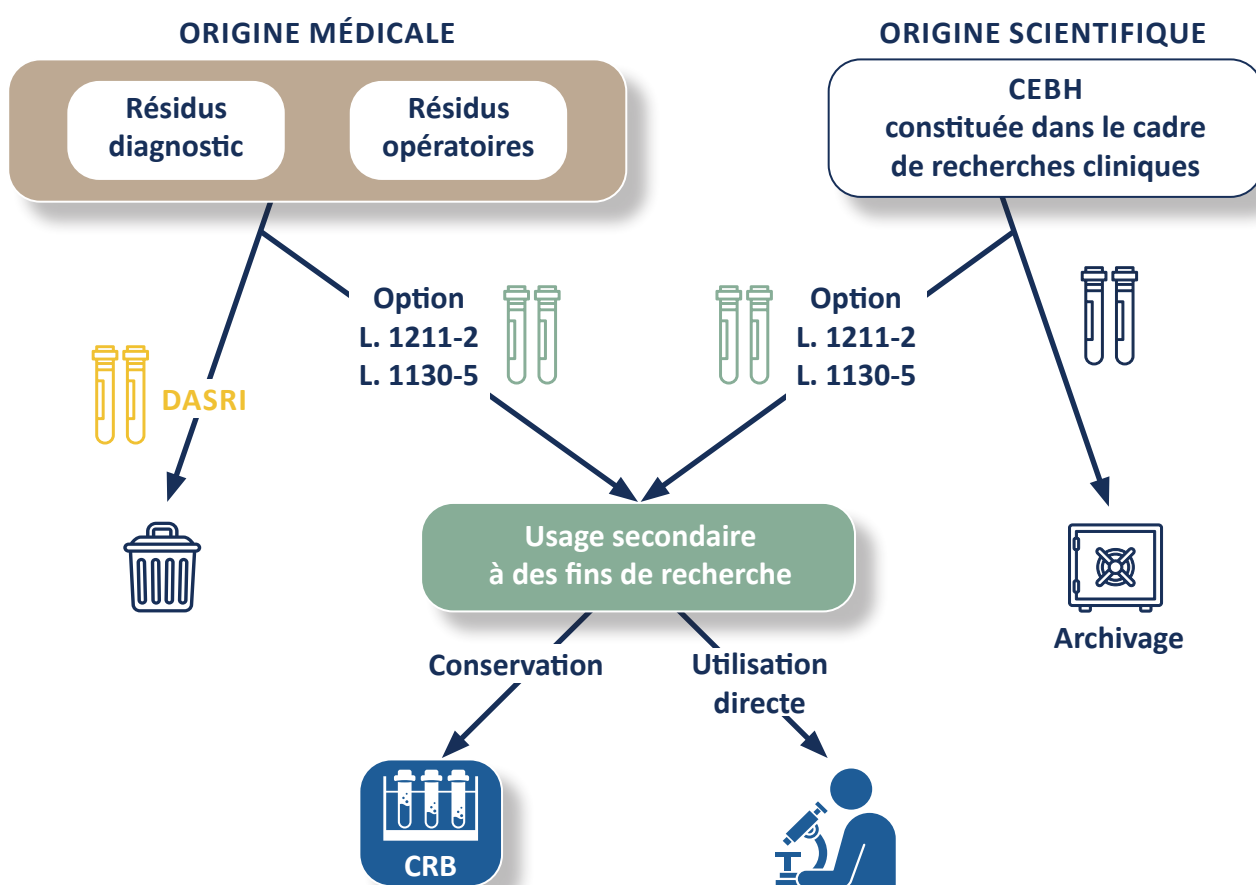 ORIGINE MÉDICALE
Résidus
diagnostic
Résidus
opératoires
ORIGINE SCIENTIFIQUE
CEBH
constituée dans le cadre
de recherches cliniques
Option
L. 1211-2
L. 1130-5
Option
L. 1211-2
L. 1130-5
DASRI
Usage secondaire
à des fins de recherche
Archivage
Conservation
Utilisation
directe
CRB